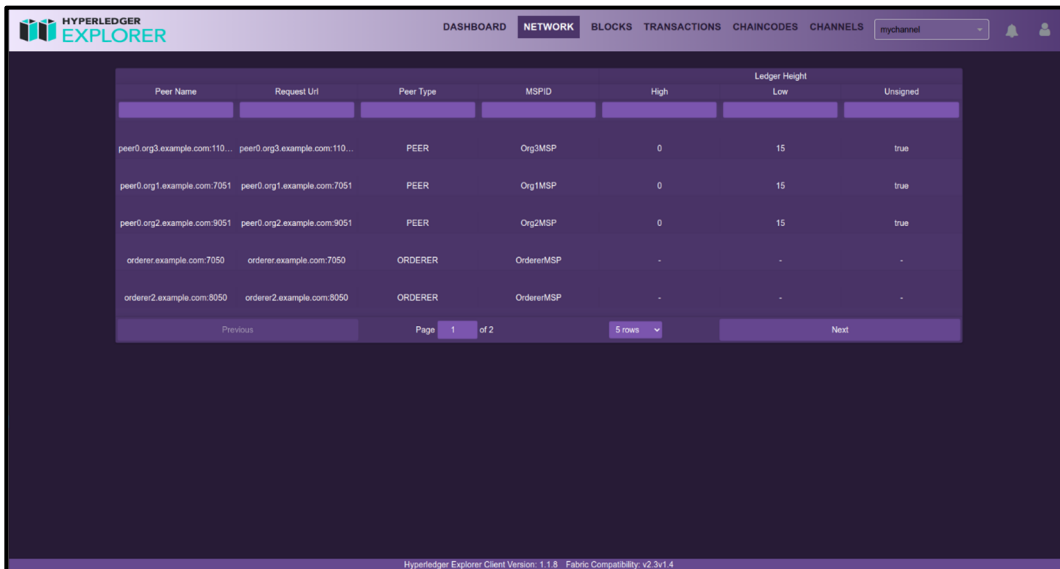 HYPERLEDGER
EXPLORER
DASHBOARD NETWORK BLOCKS TRANSACTIONS CHAINCODES CHANNELS mychannel
Ledger Height
Peer Name Request Url Peer Type MSPID High Low Unsigned
peer0.org3.example.com:110... peer0.org3.example.com:110... PEER Org3MSP 0 15 true
peer0.org1.example.com:7051 peer0.org1.example.com:7051 PEER Org1MSP 0 15 true
peer0.org2.example.com:9051 peer0.org2.example.com:9051 PEER Org2MSP 0 15 true
orderer.example.com:7050 orderer.example.com:7050 ORDERER OrdererMSP - - -
orderer2.example.com:8050 orderer2.example.com:8050 ORDERER OrdererMSP - - -
Previous Page 1 of 2 5 rows Next
Hyperledger Explorer Client Version: 1.1.8 Fabric Compatibility: v2.3v1.4